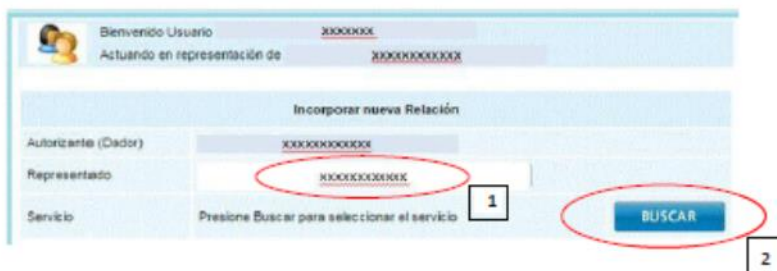 Bienvenido Usuario xxxxxxx
Actuando en representación de xxxxxxxxxxxx
Incorporar nueva Relación
Autorizante (Dador) xxxxxxxxxxxx
Representado xxxxxxxxxxxx
Servicio Presione Buscar para seleccionar el servicio 1 BUSCAR
2